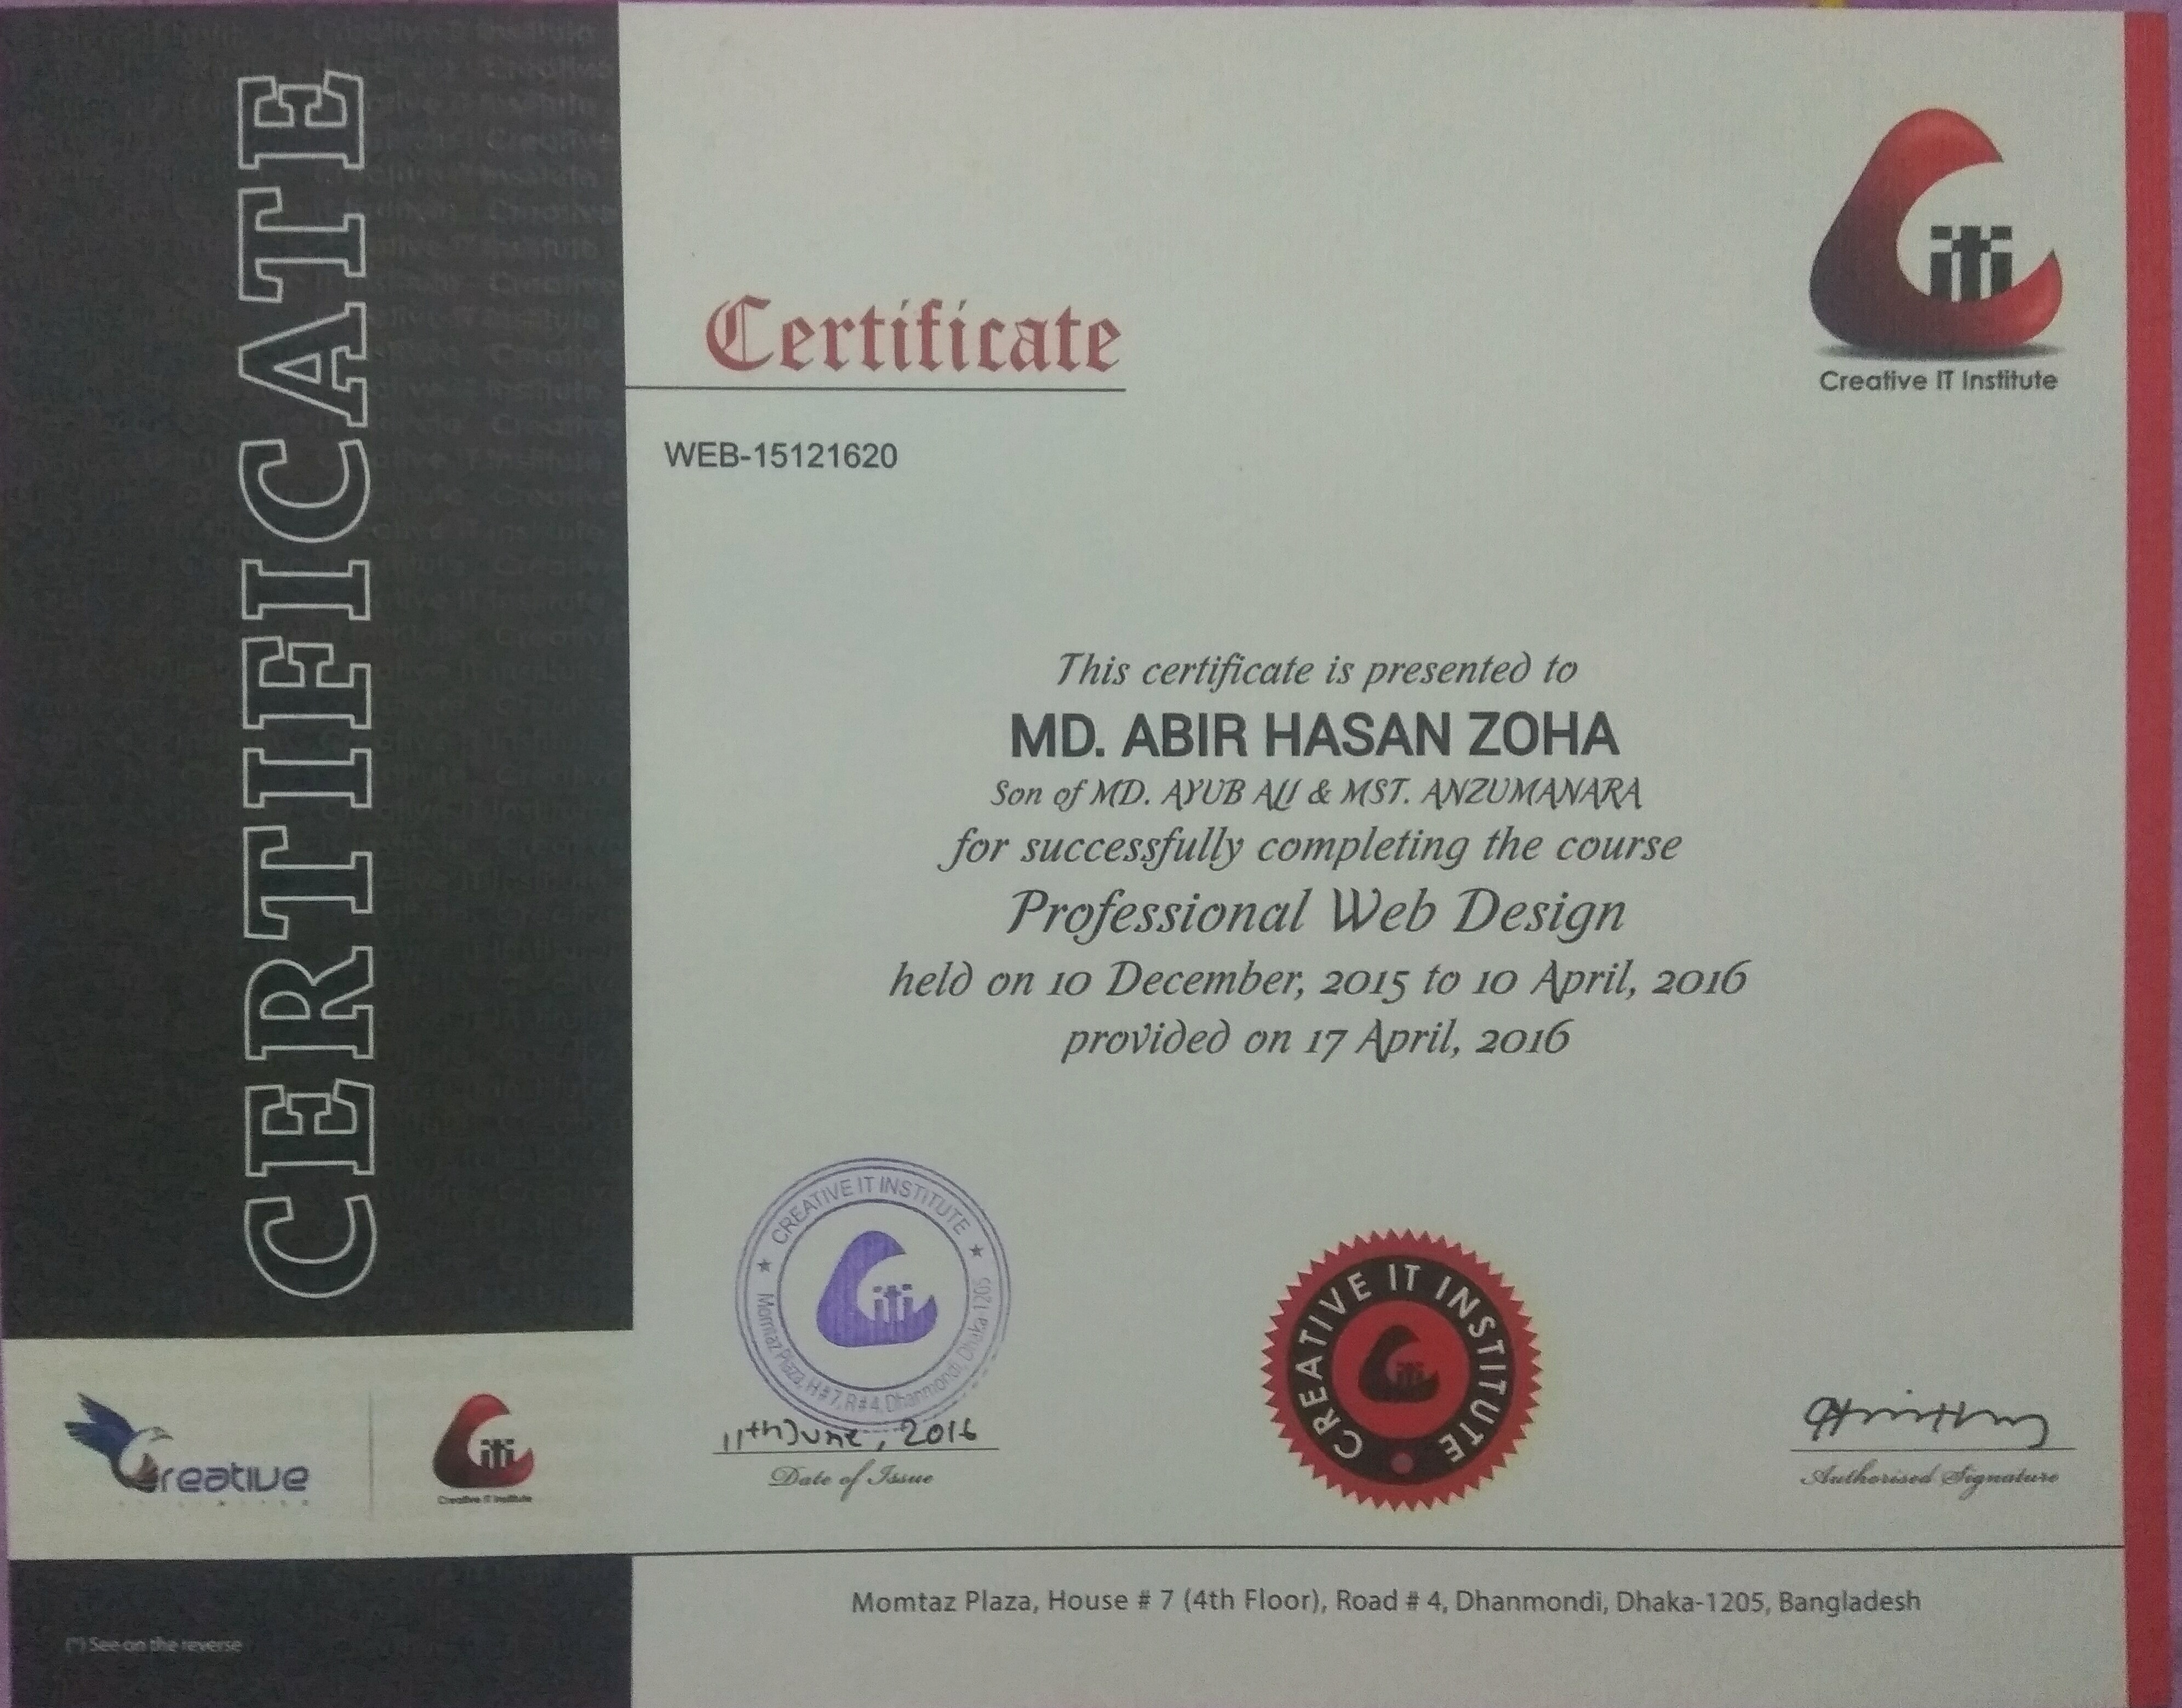 CERTIFICATE
Certificate
iti
Creative IT Institute
WEB-15121620
This certificate is presented to
MD. ABIR HASAN ZOHA
Son of MD. AYUB ALI & MST. ANZUMANARA
for successfully completing the course
Professional Web Design
held on 10 December, 2015 to 10 April, 2016
provided on 17 April, 2016
CREATIVE IT INSTITUTE
iti
Momtaz Plaza, H#7, R#4, Dhanmondi, Dhaka-1205
11th June, 2016
Date of Issue
CREATIVE IT INSTITUTE
iti
Authorised Signature
Creative
iti
Creative IT Institute
Momtaz Plaza, House # 7 (4th Floor), Road # 4, Dhanmondi, Dhaka-1205, Bangladesh
(*) See on the reverse